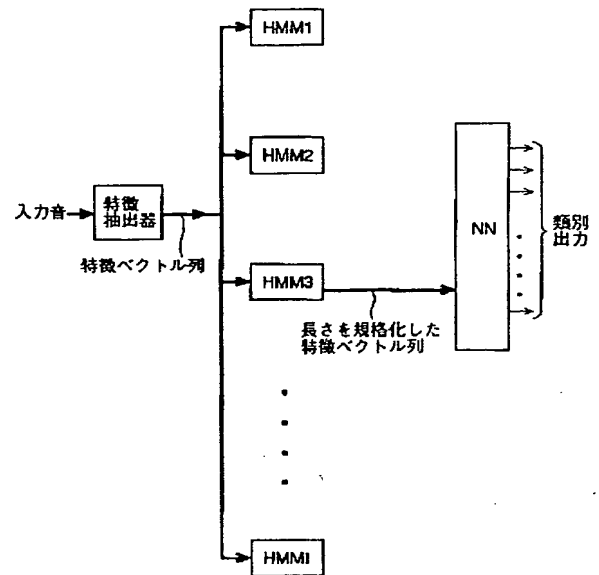 HMM1
HMM2
入力音
特徴
抽出器
特徴ベクトル列
HMM3
長さを規格化した
特徴ベクトル列
NN
類別
出力
HMMI